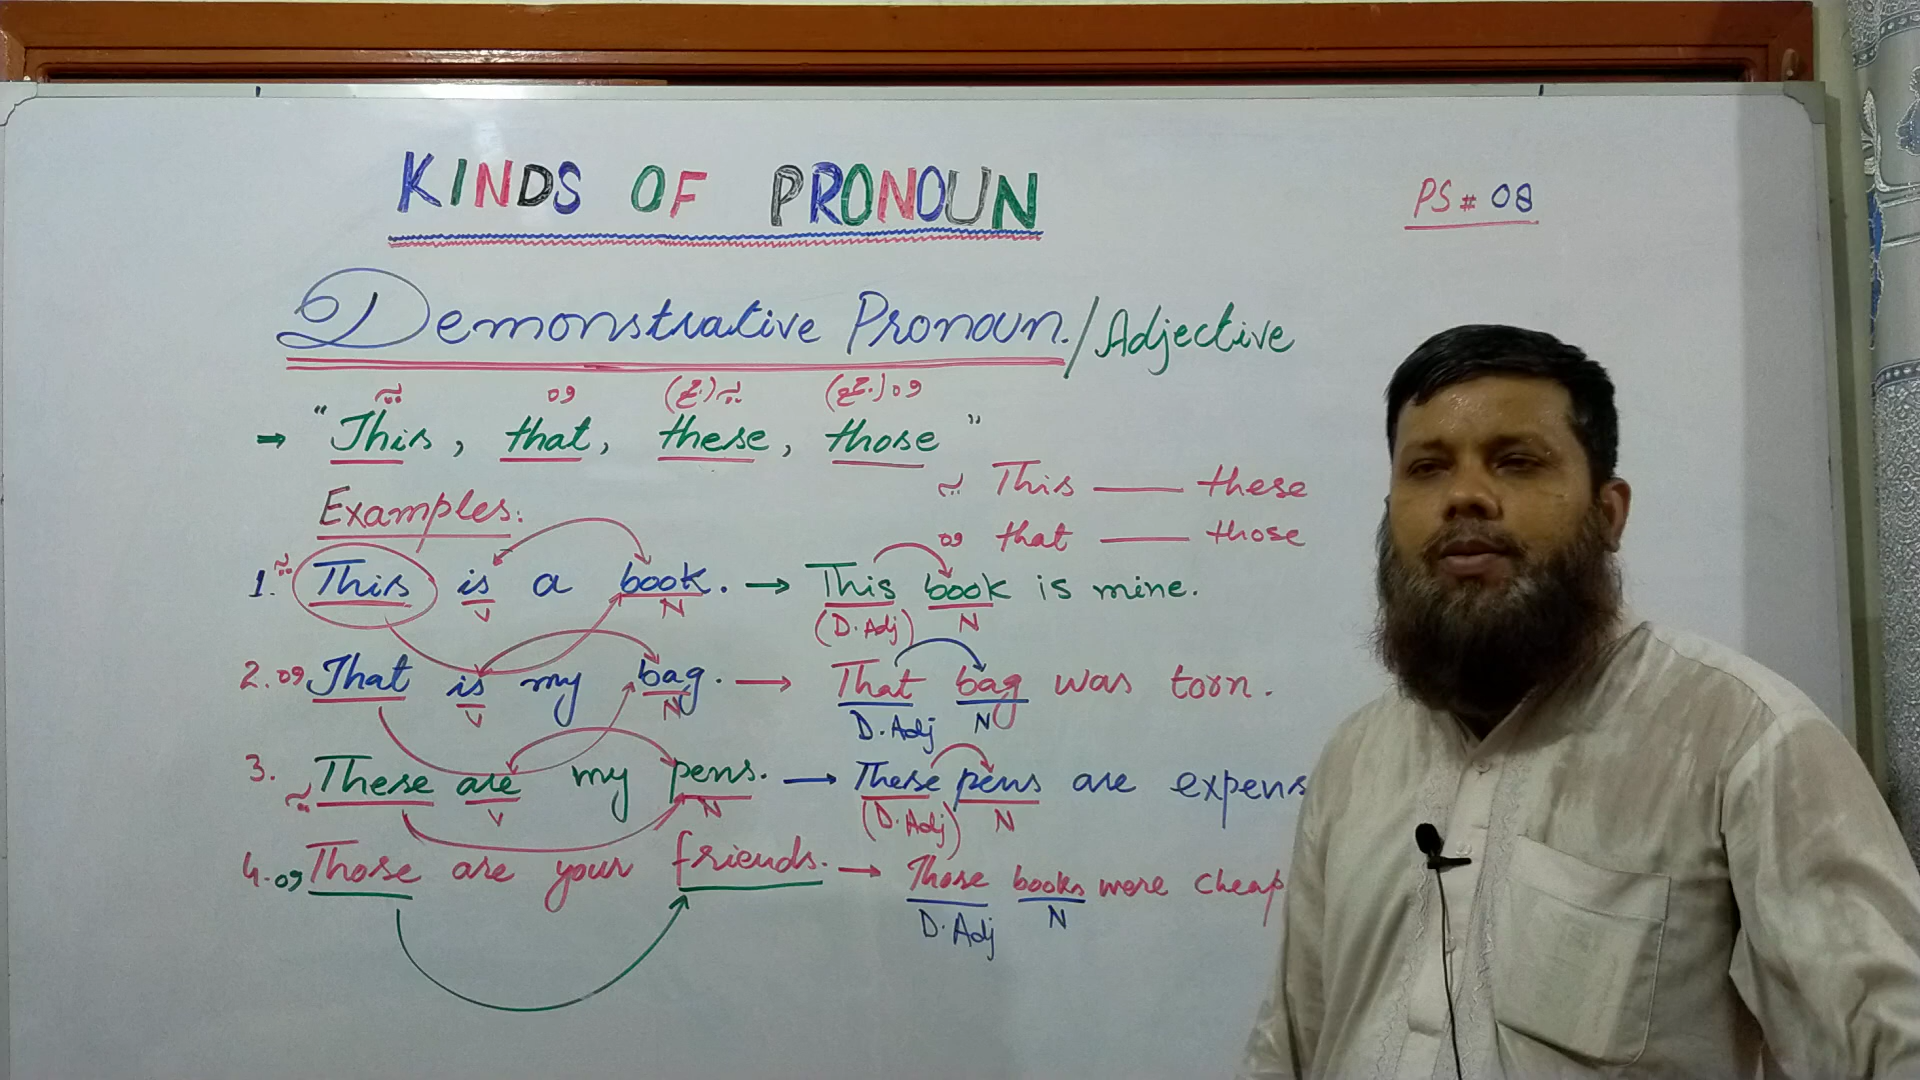 KINDS OF PRONOUN
PS # 08
Demonstrative Pronoun./Adjective
یہ وہ یہ (ج) وہ (ج)
→ "This, that, these, those"
یہ This — these
وہ that — those
Examples:
1. یہ This is a book. → This book is mine.
V N (D.Adj) N
2. وہ That is my bag. → That bag was torn.
V N D.Adj N
3. یہ These are my pens. → These pens are expens
V N (D.Adj) N
4. وہ Those are your friends. → Those books were cheap
D.Adj N